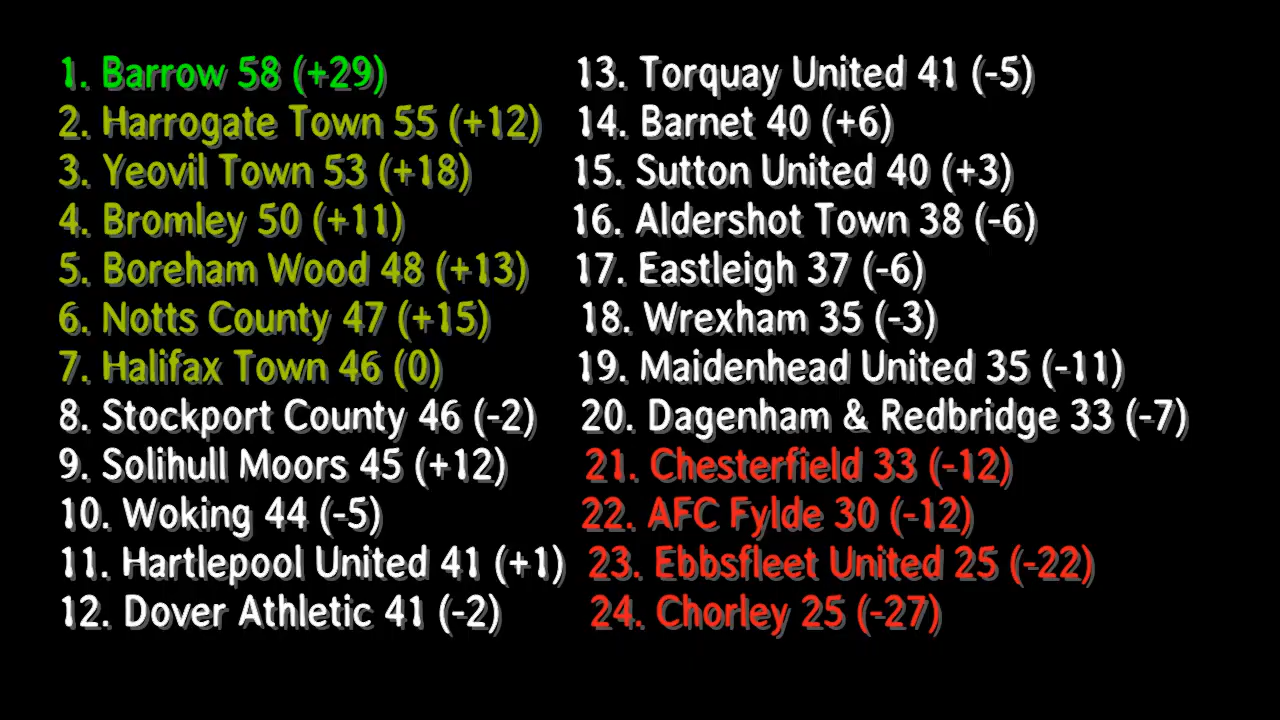 1. Barrow 58 (+29)
2. Harrogate Town 55 (+12)
3. Yeovil Town 53 (+18)
4. Bromley 50 (+11)
5. Boreham Wood 48 (+13)
6. Notts County 47 (+15)
7. Halifax Town 46 (0)
8. Stockport County 46 (-2)
9. Solihull Moors 45 (+12)
10. Woking 44 (-5)
11. Hartlepool United 41 (+1)
12. Dover Athletic 41 (-2)
13. Torquay United 41 (-5)
14. Barnet 40 (+6)
15. Sutton United 40 (+3)
16. Aldershot Town 38 (-6)
17. Eastleigh 37 (-6)
18. Wrexham 35 (-3)
19. Maidenhead United 35 (-11)
20. Dagenham & Redbridge 33 (-7)
21. Chesterfield 33 (-12)
22. AFC Fylde 30 (-12)
23. Ebbsfleet United 25 (-22)
24. Chorley 25 (-27)